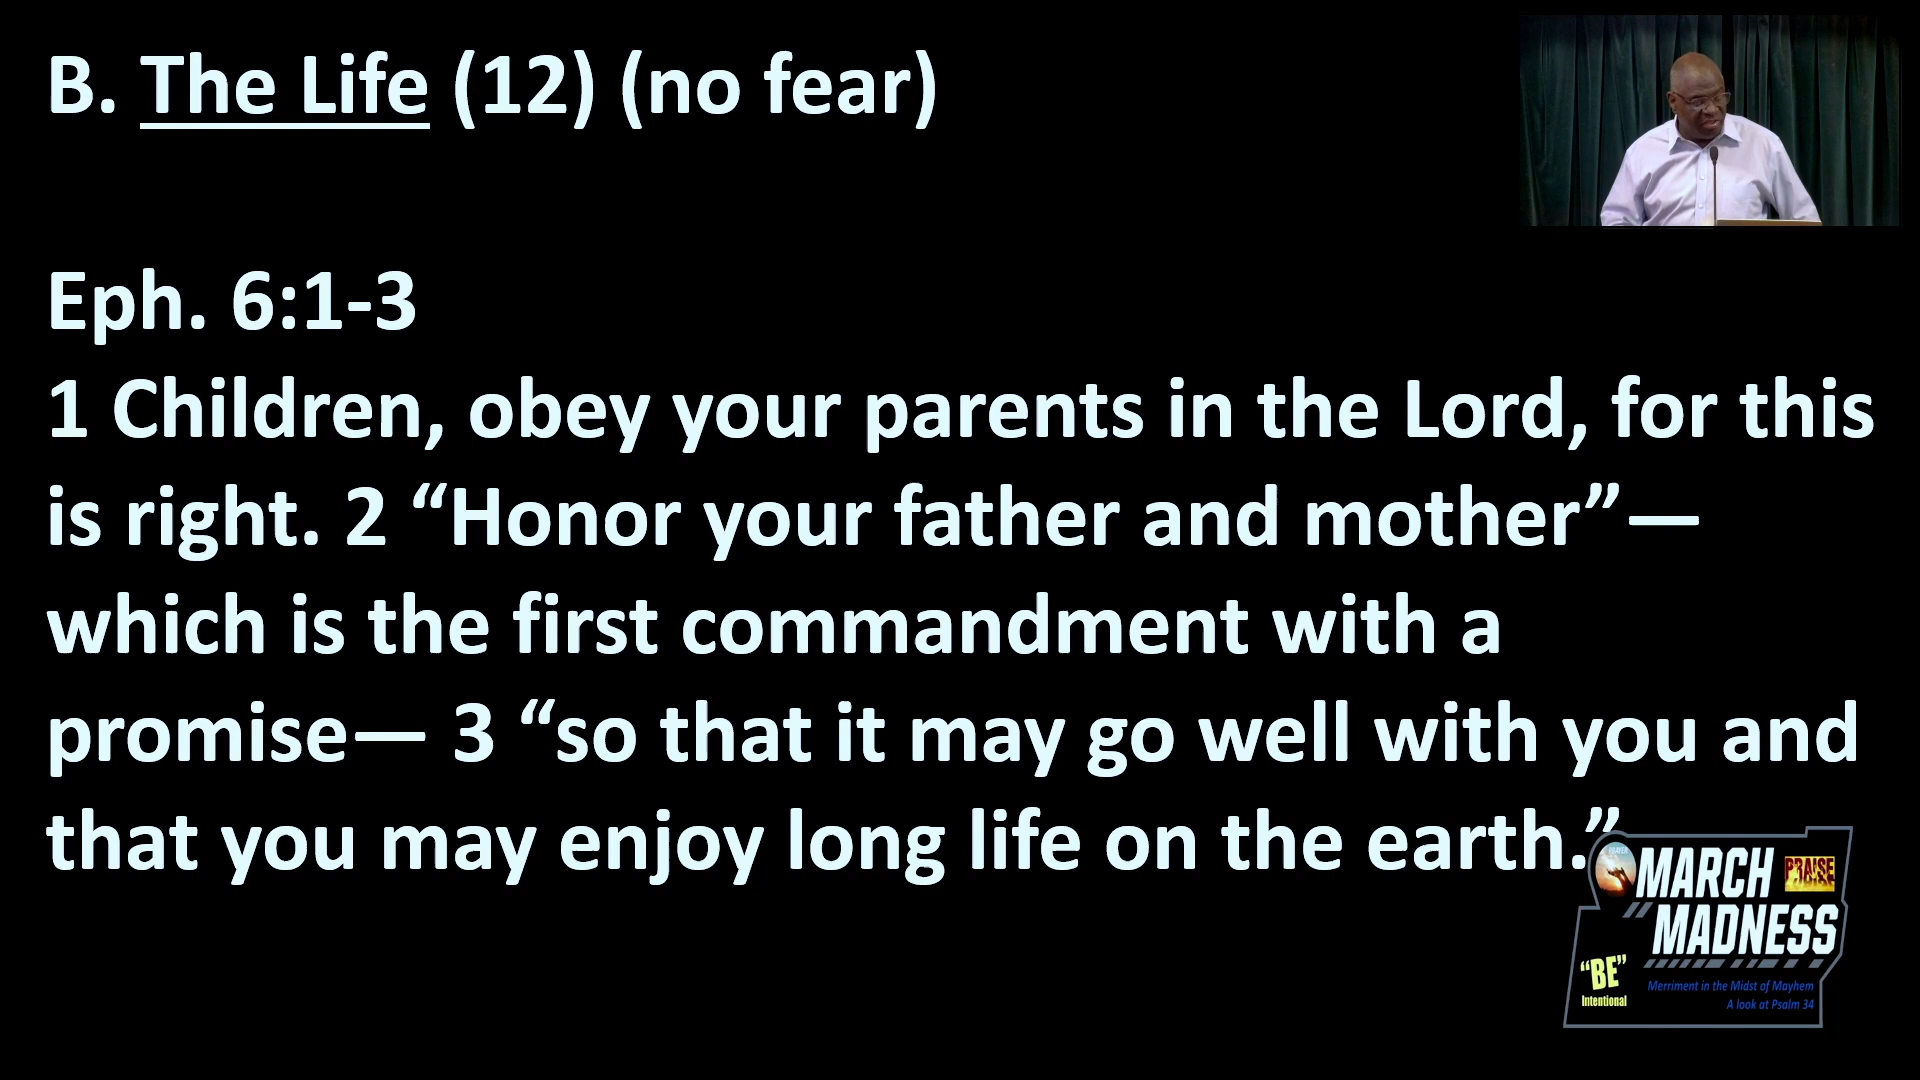 B. The Life (12) (no fear)
Eph. 6:1-3
1 Children, obey your parents in the Lord, for this
is right. 2 “Honor your father and mother”—
which is the first commandment with a
promise— 3 “so that it may go well with you and
that you may enjoy long life on the earth.”
MARCH
PRAISE
MADNESS
“BE”
Intentional
Merriment in the Midst of Mayhem
A look at Psalm 34